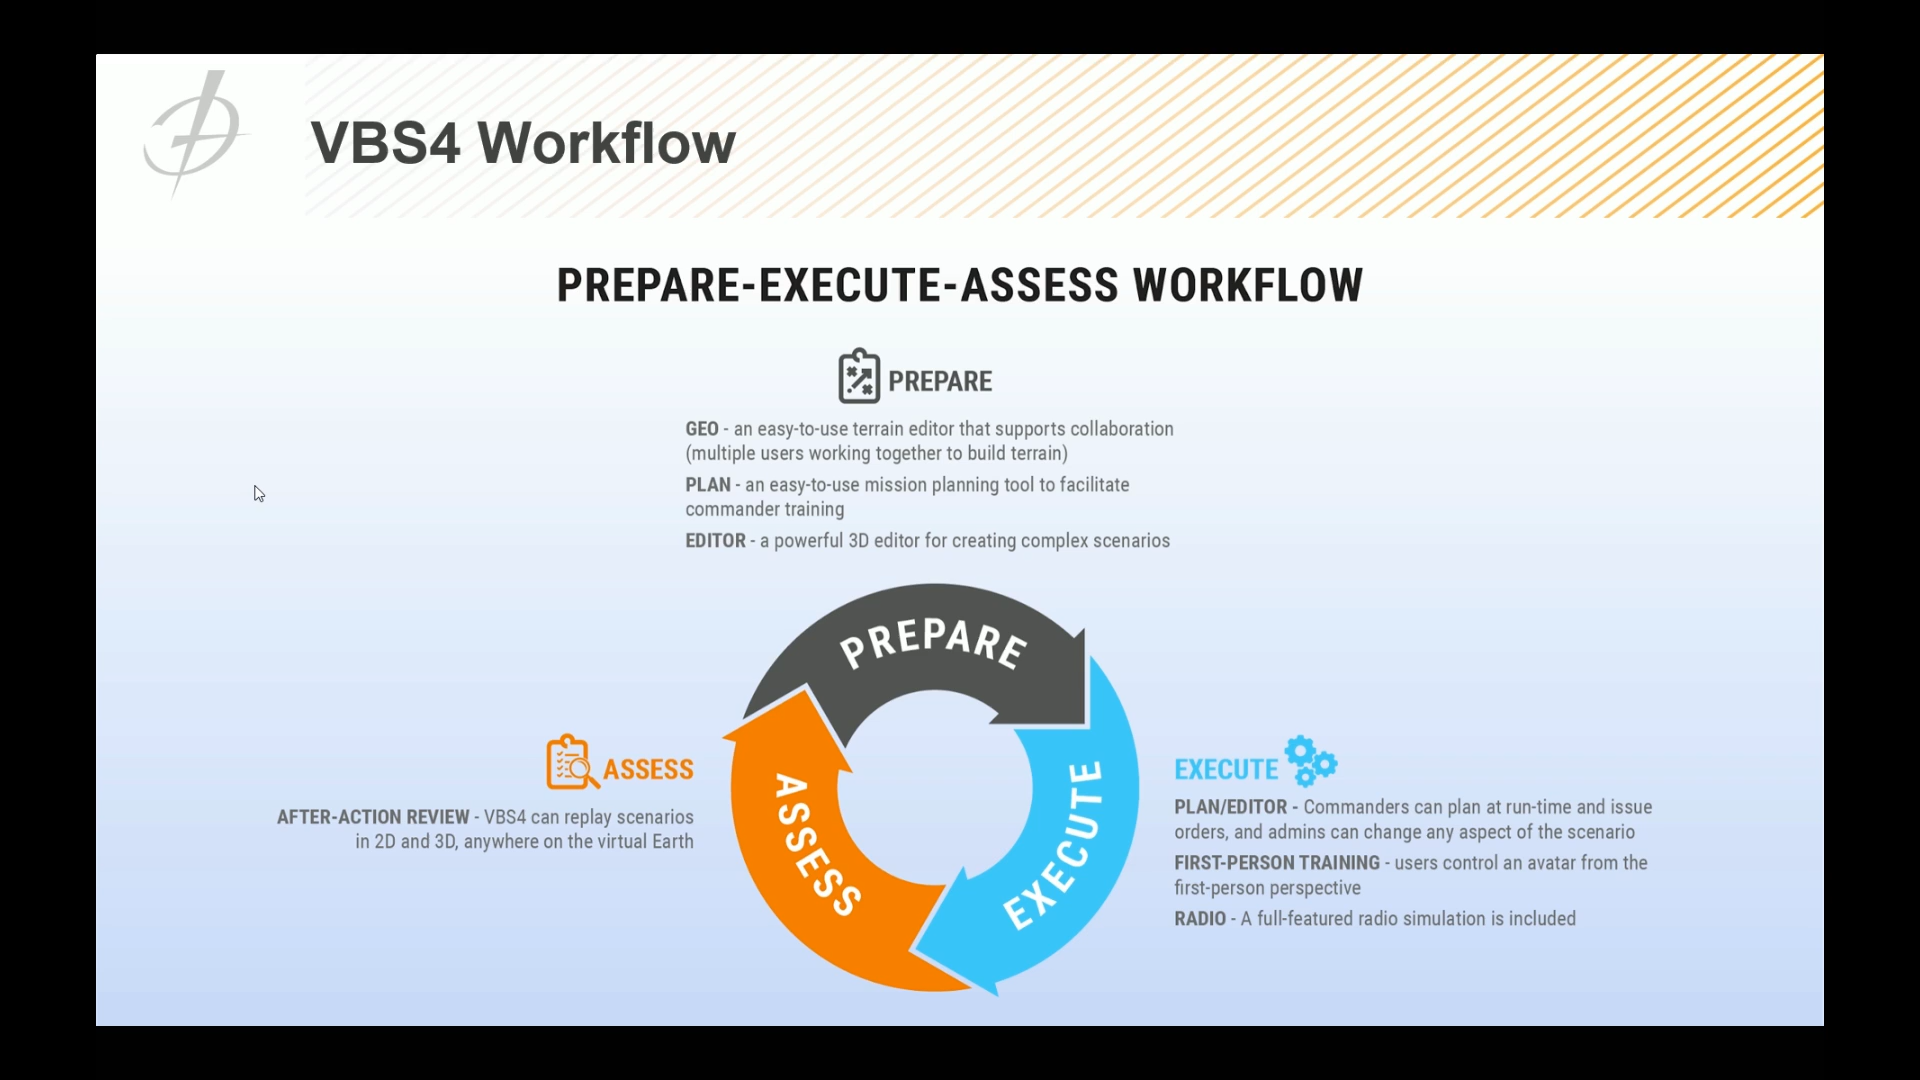 VBS4 Workflow
PREPARE-EXECUTE-ASSESS WORKFLOW
PREPARE
GEO - an easy-to-use terrain editor that supports collaboration
(multiple users working together to build terrain)
PLAN - an easy-to-use mission planning tool to facilitate
commander training
EDITOR - a powerful 3D editor for creating complex scenarios
PREPARE
ASSESS
AFTER-ACTION REVIEW - VBS4 can replay scenarios
in 2D and 3D, anywhere on the virtual Earth
ASSESS
EXECUTE
EXECUTE
PLAN/EDITOR - Commanders can plan at run-time and issue
orders, and admins can change any aspect of the scenario
FIRST-PERSON TRAINING - users control an avatar from the
first-person perspective
RADIO - A full-featured radio simulation is included